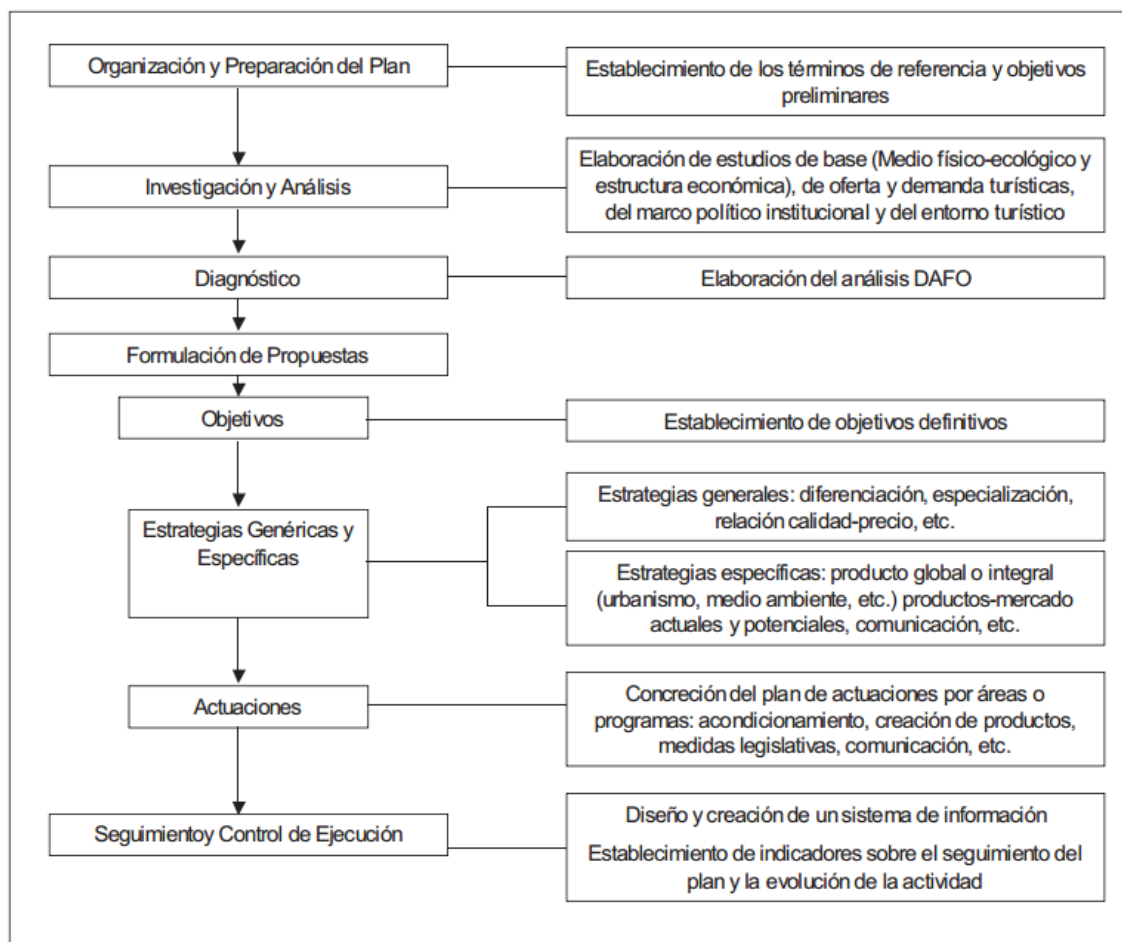 Organización y Preparación del Plan
Establecimiento de los términos de referencia y objetivos
preliminares
Investigación y Análisis
Elaboración de estudios de base (Medio físico-ecológico y
estructura económica), de oferta y demanda turísticas,
del marco político institucional y del entorno turístico
Diagnóstico
Elaboración del análisis DAFO
Formulación de Propuestas
Objetivos
Establecimiento de objetivos definitivos
Estrategias Genéricas y
Específicas
Estrategias generales: diferenciación, especialización,
relación calidad-precio, etc.
Estrategias específicas: producto global o integral
(urbanismo, medio ambiente, etc.) productos-mercado
actuales y potenciales, comunicación, etc.
Actuaciones
Concreción del plan de actuaciones por áreas o
programas: acondicionamiento, creación de productos,
medidas legislativas, comunicación, etc.
Seguimientoy Control de Ejecución
Diseño y creación de un sistema de información
Establecimiento de indicadores sobre el seguimiento del
plan y la evolución de la actividad